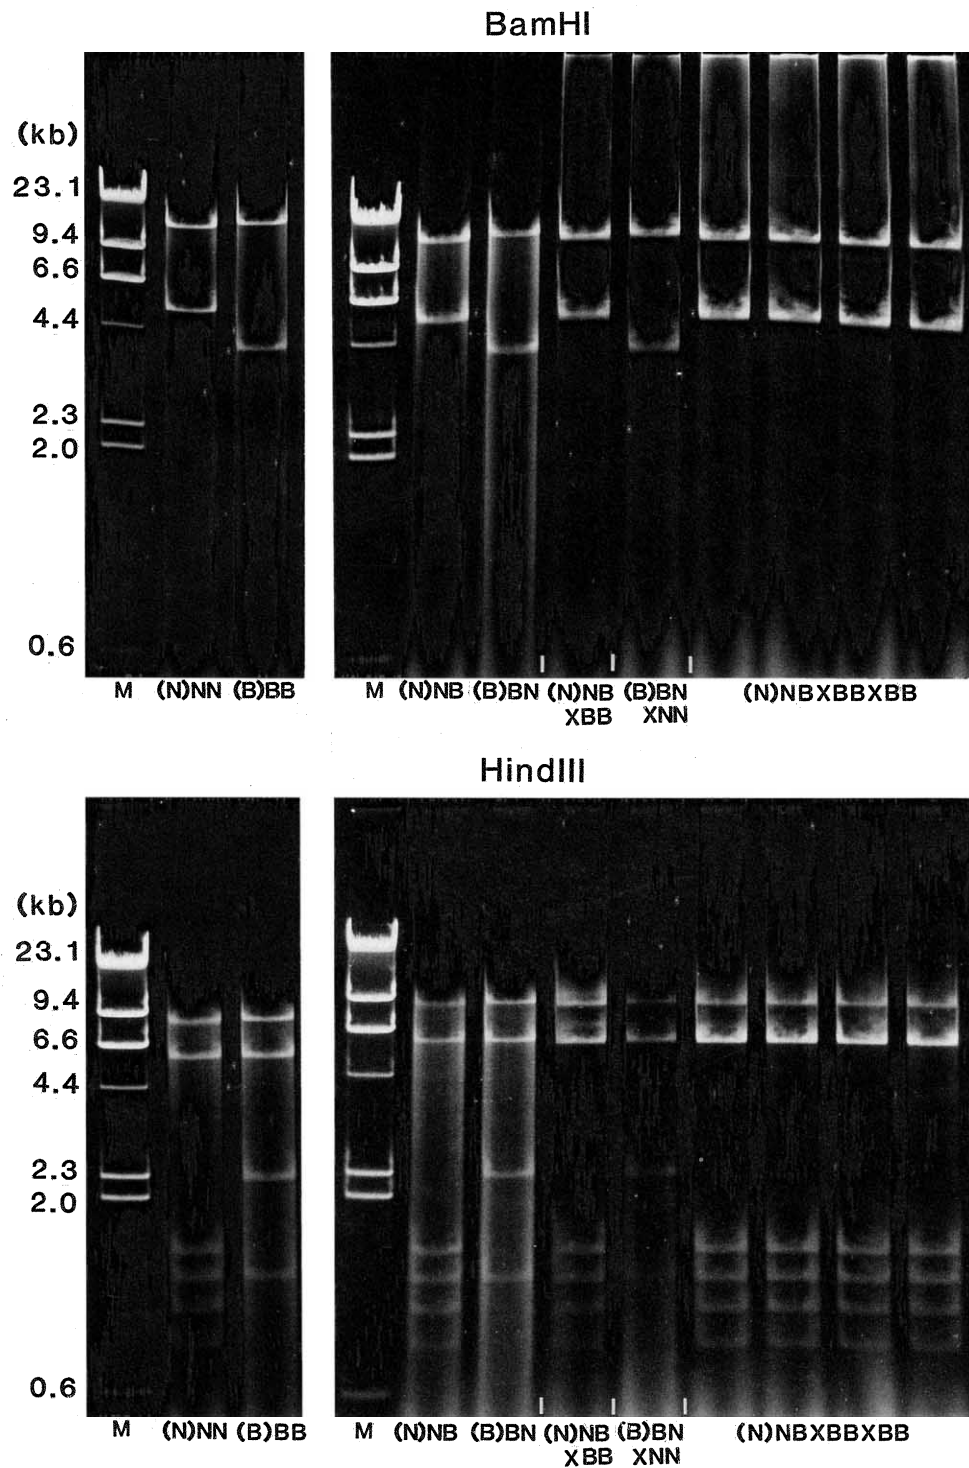 BamHI
(kb)
23.1
9.4
6.6
4.4
2.3
2.0
0.6
M (N)NN (B)BB M (N)NB (B)BN (N)NB (B)BN (N)NBXBBXBB
XBB XNN
HindIII
(kb)
23.1
9.4
6.6
4.4
2.3
2.0
0.6
M (N)NN (B)BB M (N)NB (B)BN (N)NB (B)BN (N)NBXBBXBB
XBB XNN